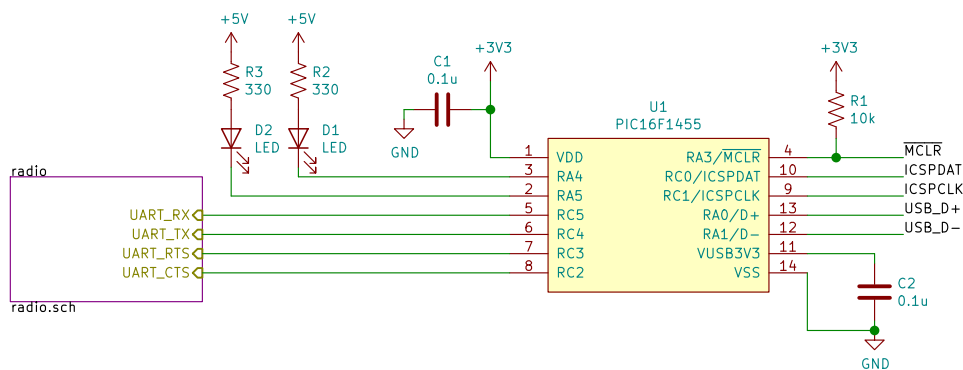 +5V
+5V
R3
330
R2
330
D2
LED
D1
LED
C1
0.1u
GND
+3V3
+3V3
R1
10k
U1
PIC16F1455
1 VDD
3 RA4
2 RA5
5 RC5
6 RC4
7 RC3
8 RC2
RA3/MCLR 4
RC0/ICSPDAT 10
RC1/ICSPCLK 9
RA0/D+ 13
RA1/D- 12
VUSB3V3 11
VSS 14
MCLR
ICSPDAT
ICSPCLK
USB_D+
USB_D-
radio
UART_RX
UART_TX
UART_RTS
UART_CTS
radio.sch
C2
0.1u
GND